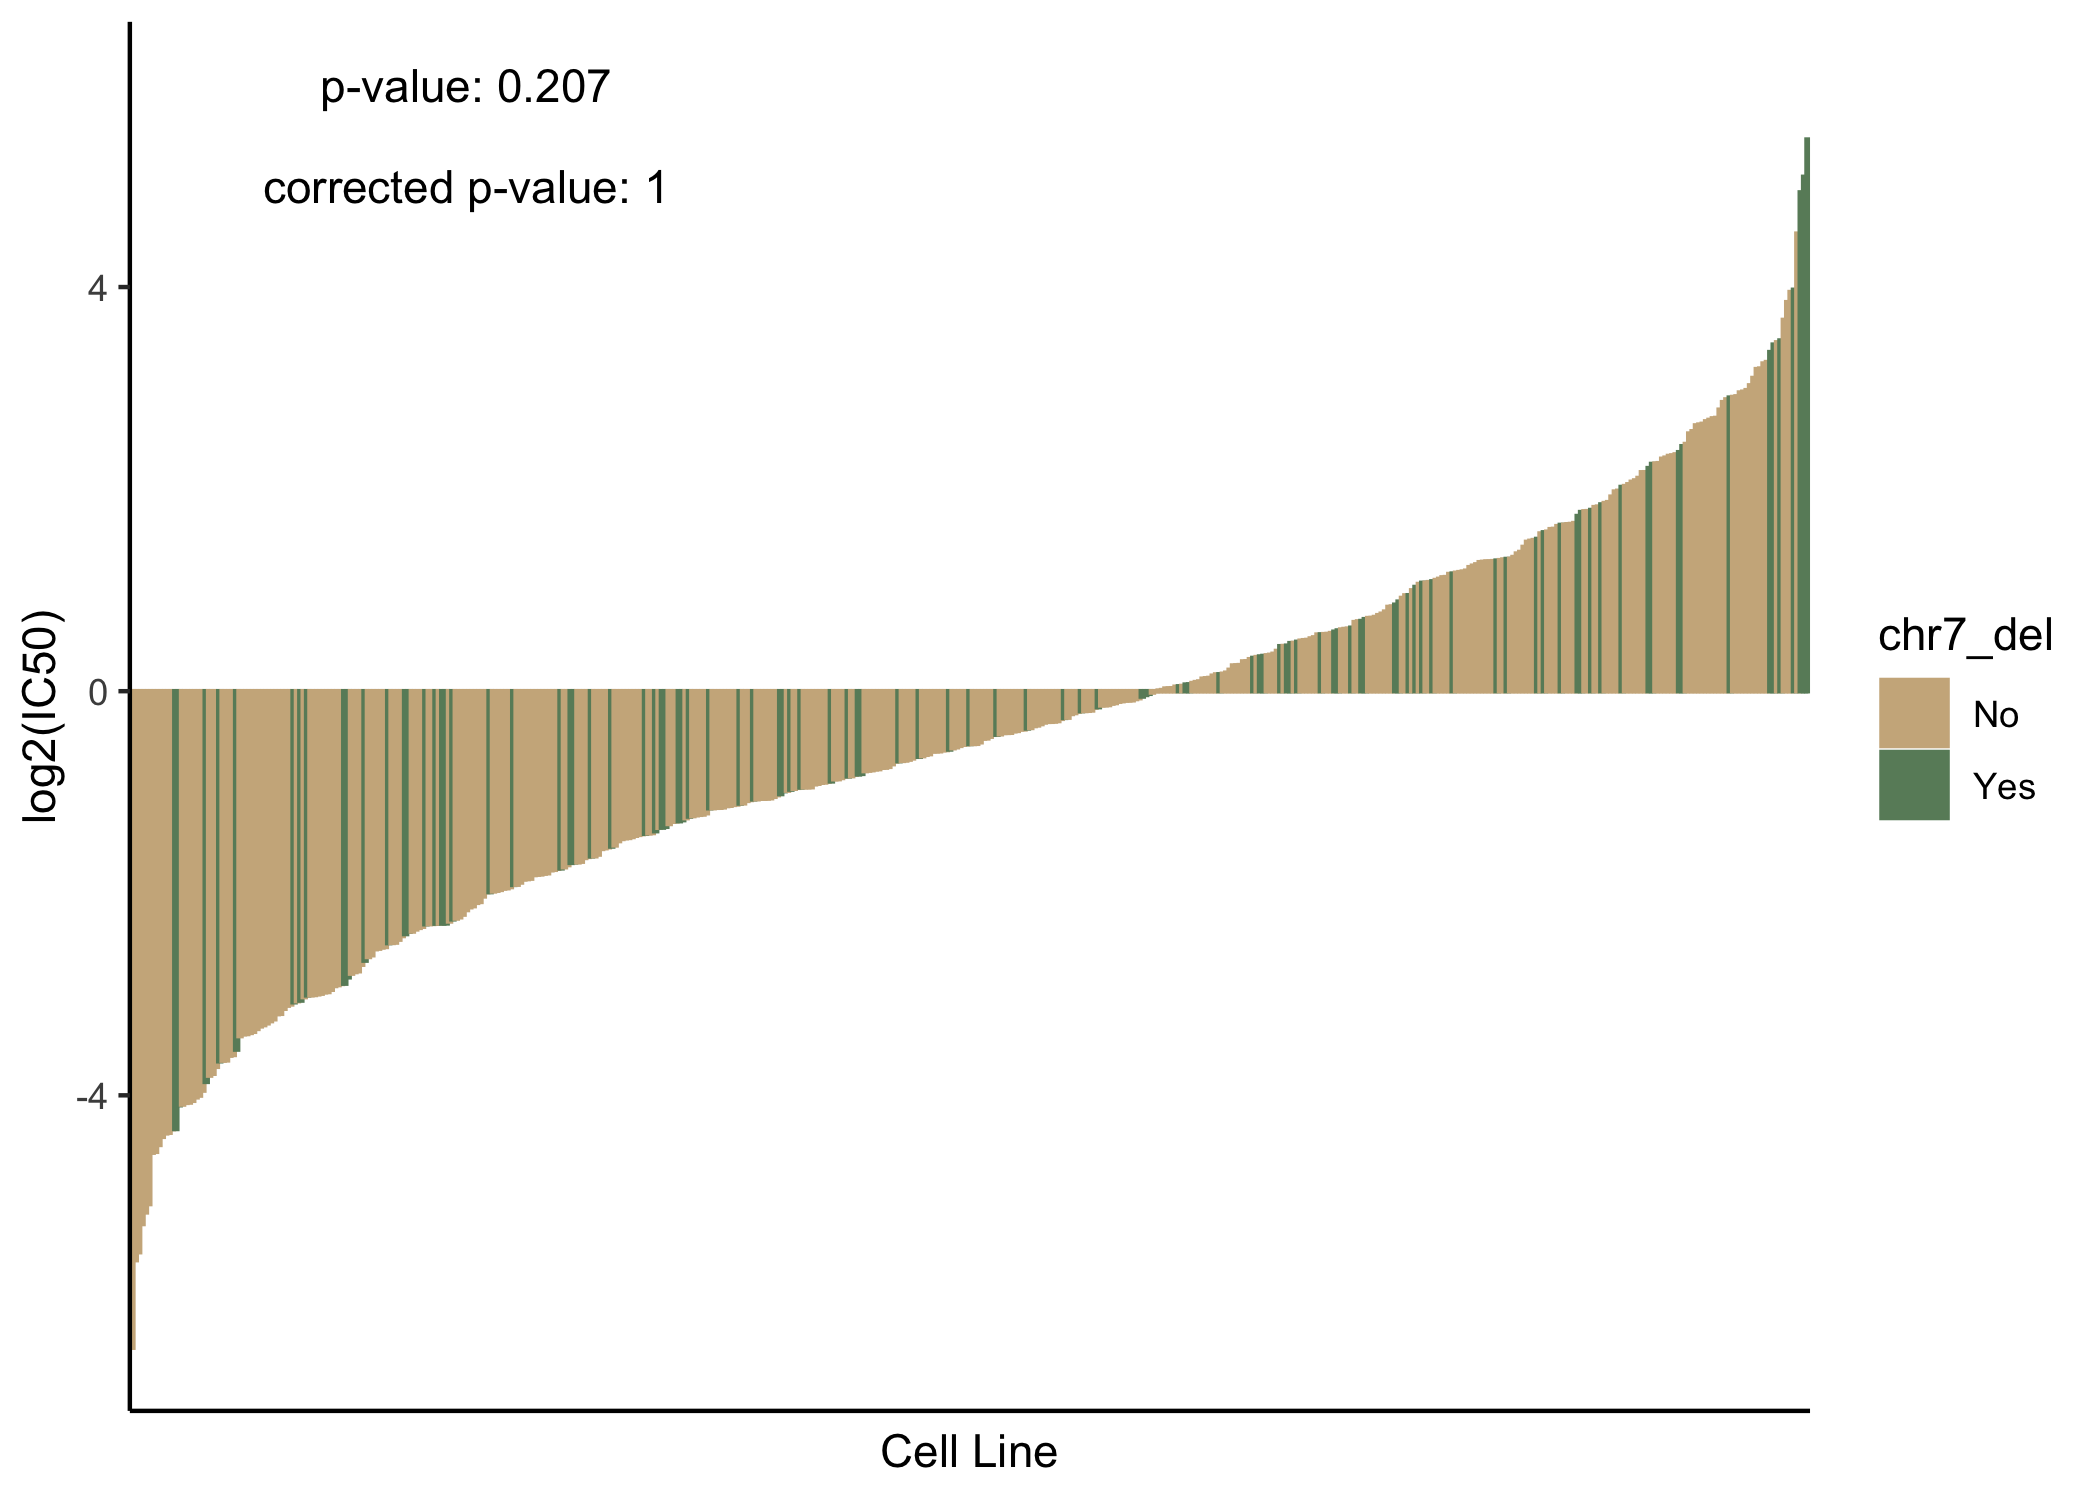 p-value: 0.207
corrected p-value: 1
4
0
-4
log2(IC50)
Cell Line
chr7_del
No
Yes